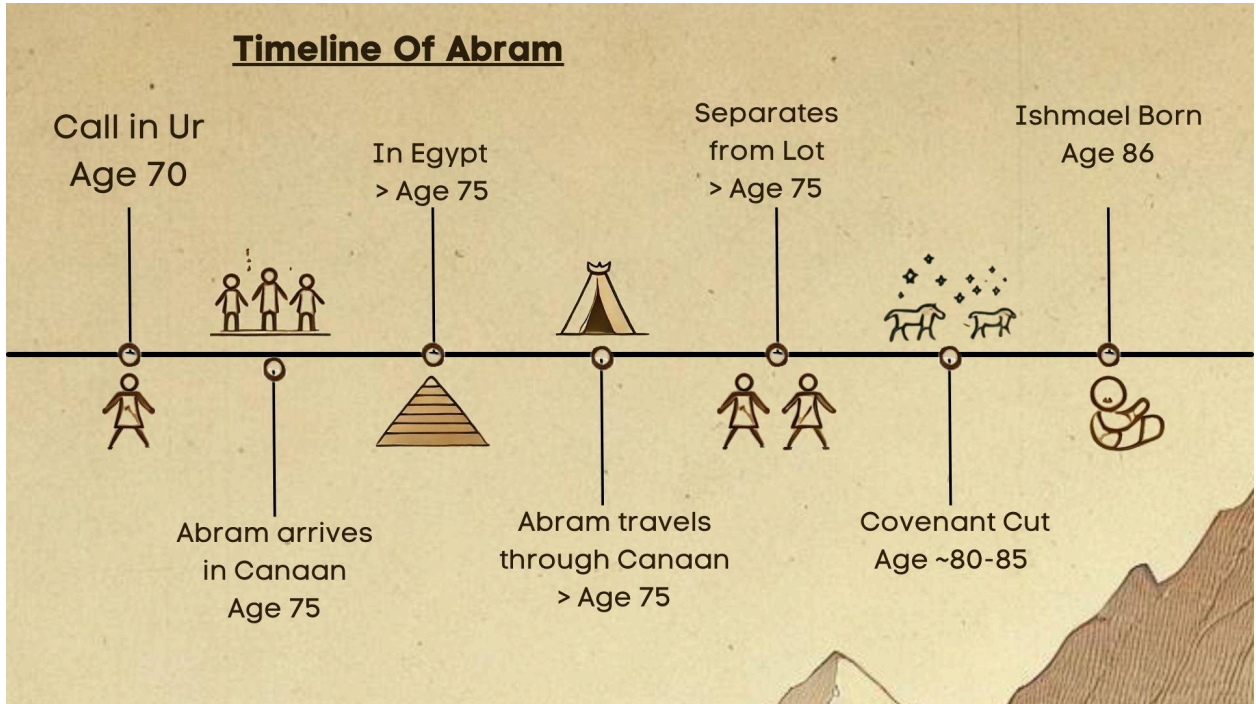 Timeline Of Abram
Call in Ur
Age 70
Abram arrives
in Canaan
Age 75
In Egypt
> Age 75
Abram travels
through Canaan
> Age 75
Separates
from Lot
> Age 75
Covenant Cut
Age ~80-85
Ishmael Born
Age 86